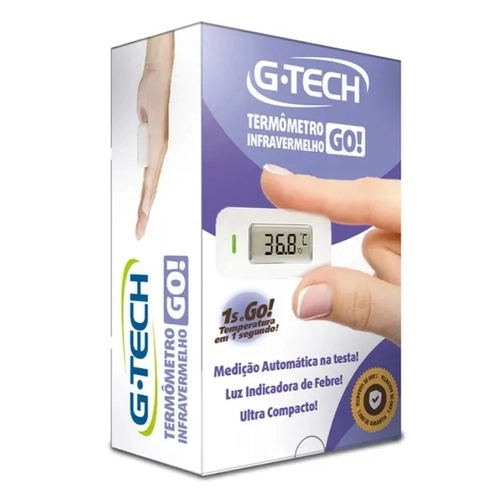 G·TECH
TERMÔMETRO
INFRAVERMELHO GO!
36.8 °C
1s e Go!
Temperatura
em 1 segundo!
Medição Automática na testa!
Luz Indicadora de Febre!
Ultra Compacto!
G·TECH
TERMÔMETRO
INFRAVERMELHO GO!